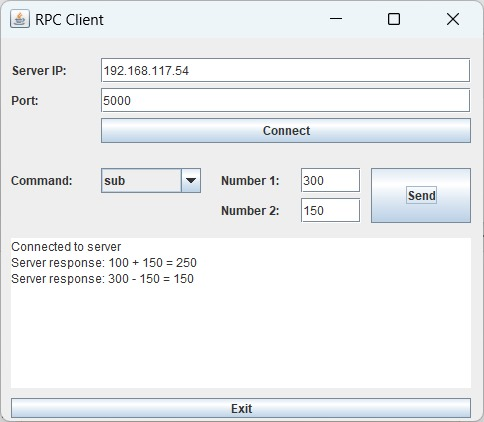 RPC Client
Server IP: 192.168.117.54
Port: 5000
Connect
Command: sub Number 1: 300 Send
Number 2: 150
Connected to server
Server response: 100 + 150 = 250
Server response: 300 - 150 = 150
Exit